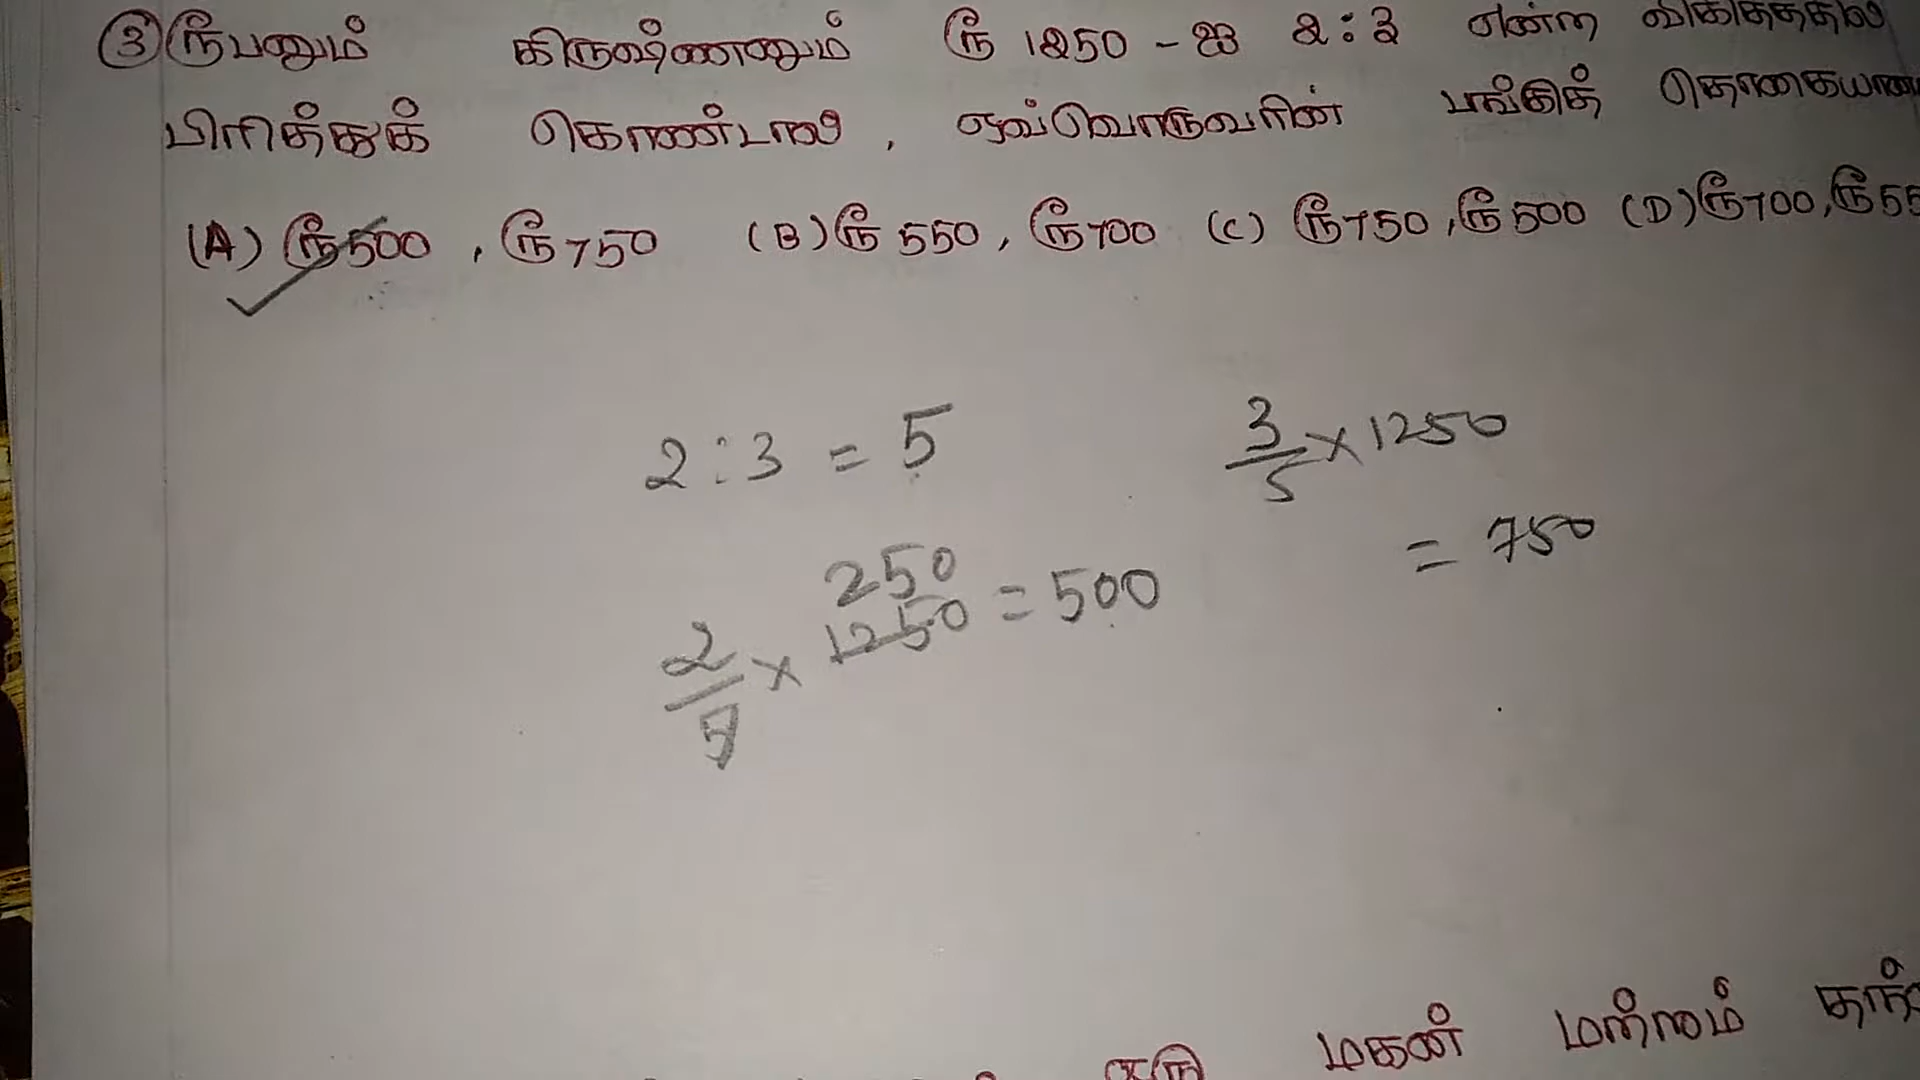 ③ ரூபனும் கிருஷ்ணனும் ரூ 1250 - ஐ 2 : 3 என்ற விகிதத்தில்
பிரித்துக் கொண்டால் , ஒவ்வொருவரின் பங்குத் தொகையான
(A) ரூ 500 , ரூ 750 (B) ரூ 550 , ரூ 700 (C) ரூ 750 , ரூ 500 (D) ரூ 700 , ரூ 55
2 : 3 = 5
3/5 × 1250
= 750
250
2/5 × 1250 = 500
மகன் மற்றும்